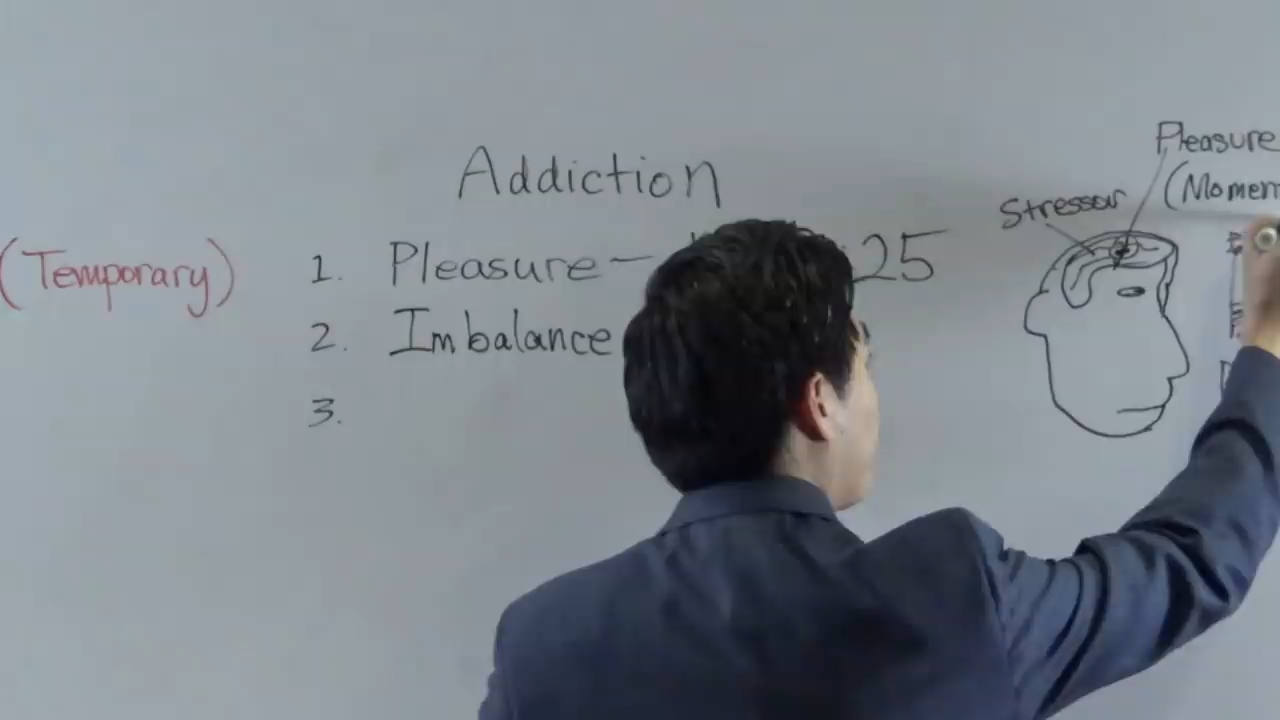 Addiction
(Temporary) 1. Pleasure – :25
2. Imbalance
3.
Pleasure
(Momen
Stressor